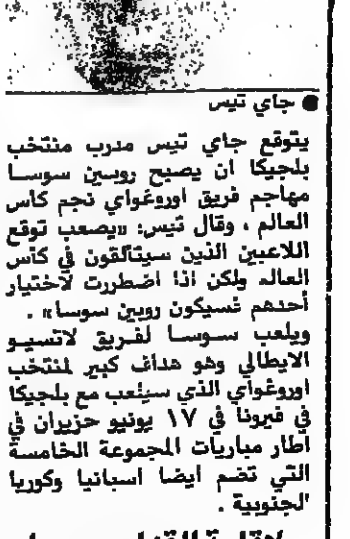 ● جاي تيس
يتوقع جاي تيس مدرب منتخب
بلجيكا ان يصبح روبين سوسا
مهاجم فريق اوروغواي نجم كأس
العالم ، وقال تيس: «يصعب توقع
اللاعبين الذين سيتألقون في كأس
العالم ولكن اذا اضطررت لاختيار
أحدهم فسيكون روبين سوسا» .
ويلعب سوسا لفريق لاتسيو
الايطالي وهو هداف كبير لمنتخب
اوروغواي الذي سيلعب مع بلجيكا
في فيرونا في ١٧ يونيو حزيران في
اطار مباريات المجموعة الخامسة
التي تضم ايضا اسبانيا وكوريا
الجنوبية .